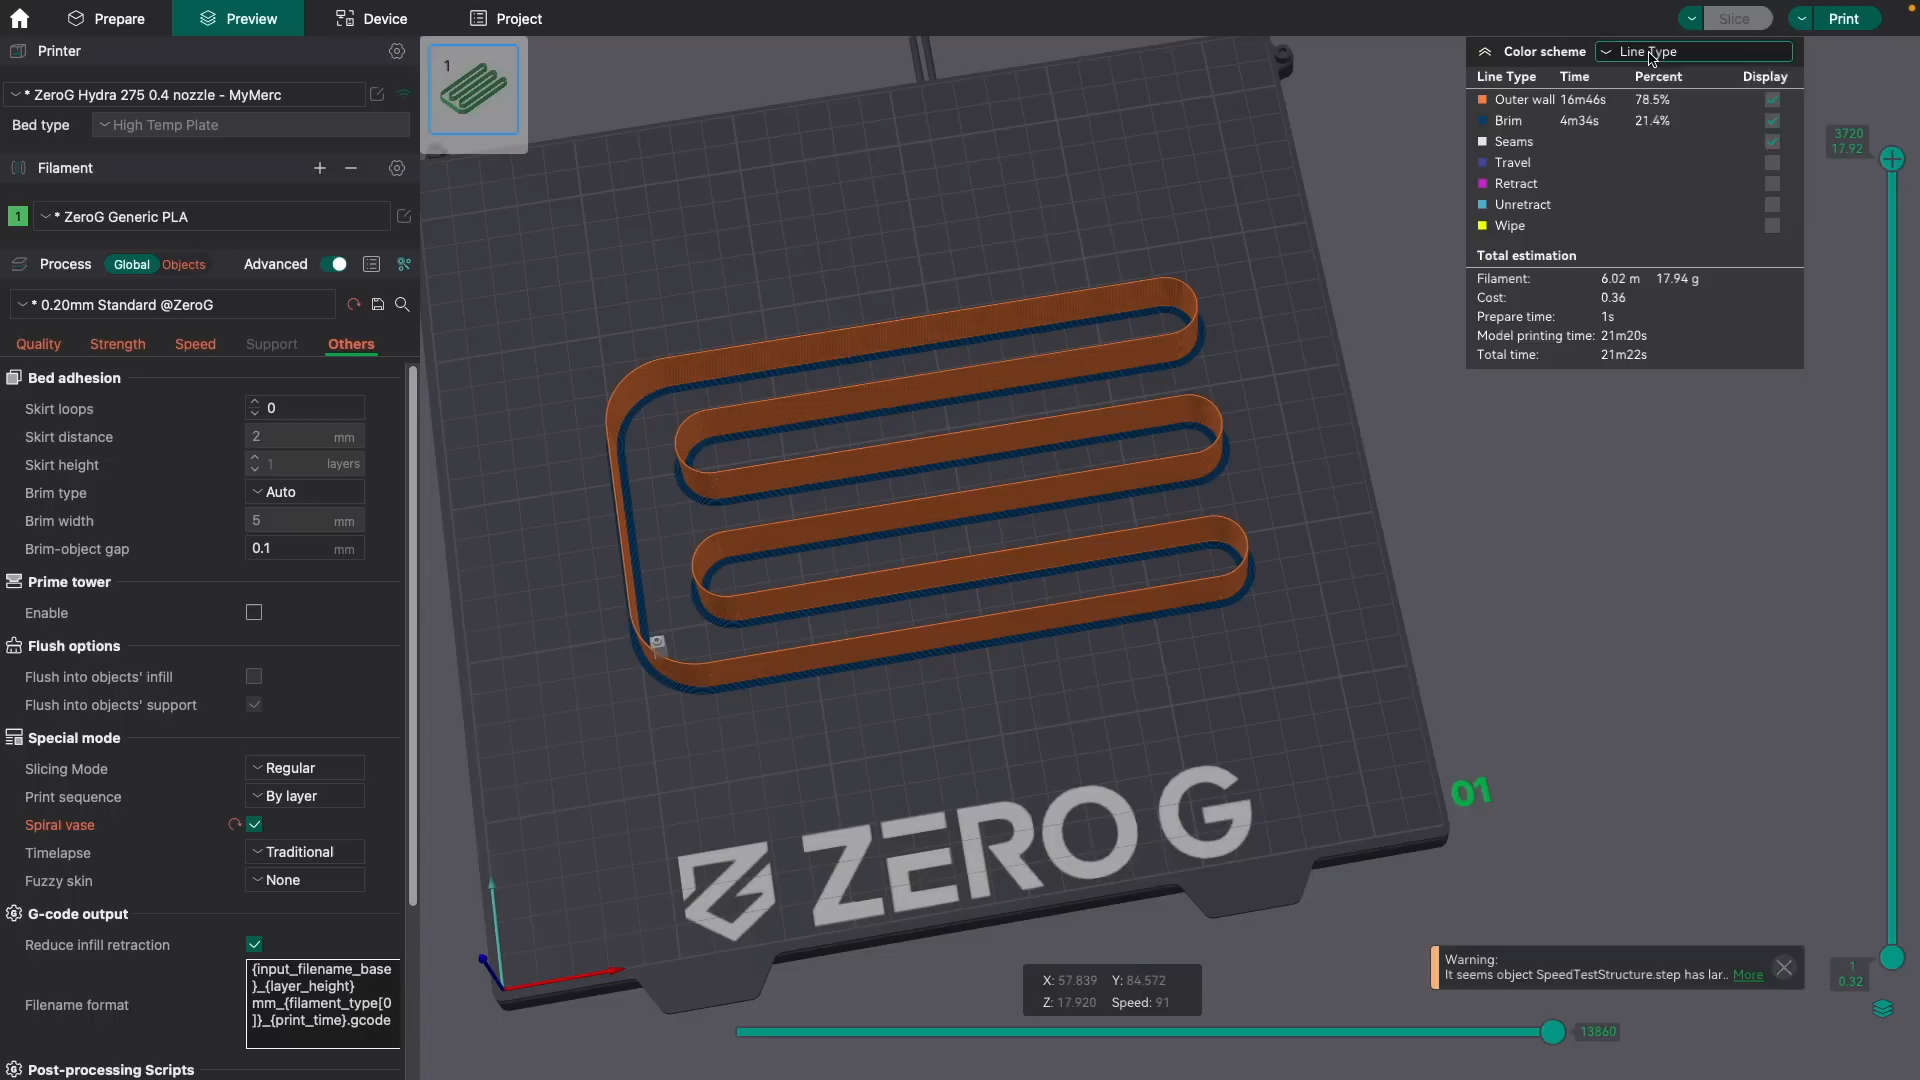 Prepare
Preview
Device
Project
Slice
Print
Printer
* ZeroG Hydra 275 0.4 nozzle - MyMerc
Bed type
High Temp Plate
Filament
1 * ZeroG Generic PLA
Process Global Objects Advanced
* 0.20mm Standard @ZeroG
Quality Strength Speed Support Others
Bed adhesion
Skirt loops 0
Skirt distance 2 mm
Skirt height 1 layers
Brim type Auto
Brim width 5 mm
Brim-object gap 0.1 mm
Prime tower
Enable
Flush options
Flush into objects' infill
Flush into objects' support
Special mode
Slicing Mode Regular
Print sequence By layer
Spiral vase
Timelapse Traditional
Fuzzy skin None
G-code output
Reduce infill retraction
Filename format
{input_filename_base
}_{layer_height}
mm_{filament_type[0
]}_{print_time}.gcode
Post-processing Scripts
1
ZERO G
01
Color scheme Line Type
Line Type Time Percent Display
Outer wall 16m46s 78.5%
Brim 4m34s 21.4%
Seams
Travel
Retract
Unretract
Wipe
Total estimation
Filament: 6.02 m 17.94 g
Cost: 0.36
Prepare time: 1s
Model printing time: 21m20s
Total time: 21m22s
3720
17.92
1
0.32
Warning:
It seems object SpeedTestStructure.step has lar.. More
X: 57.839 Y: 84.572
Z: 17.920 Speed: 91
13860